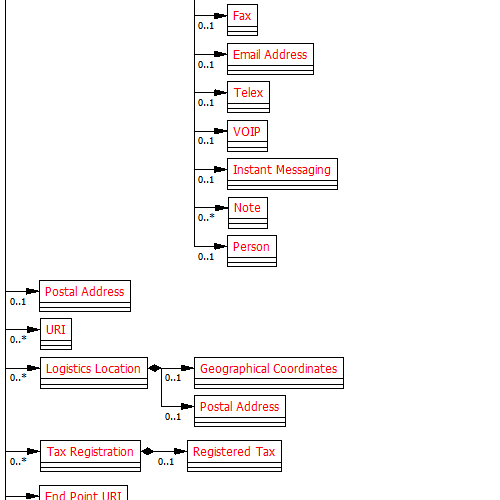 Fax
0..1
Email Address
0..1
Telex
0..1
VOIP
0..1
Instant Messaging
0..1
Note
0..*
Person
0..1
Postal Address
0..1
URI
0..*
Logistics Location
0..*
Geographical Coordinates
0..1
Postal Address
0..1
Tax Registration
0..*
Registered Tax
0..1
End Point URI